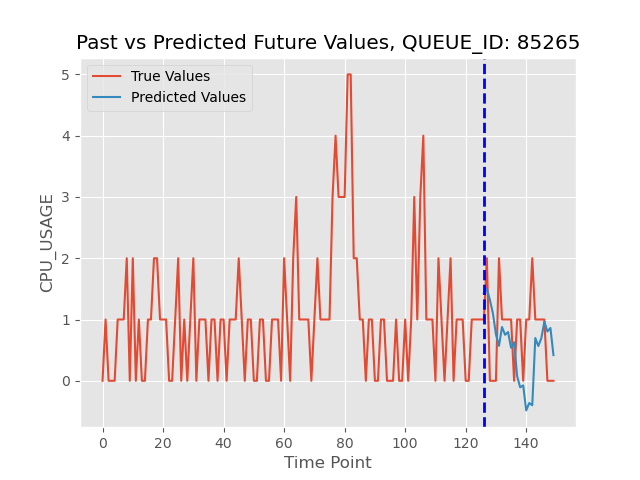 Past vs Predicted Future Values, QUEUE_ID: 85265
True Values
Predicted Values
CPU_USAGE
5
4
3
2
1
0
0 20 40 60 80 100 120 140
Time Point